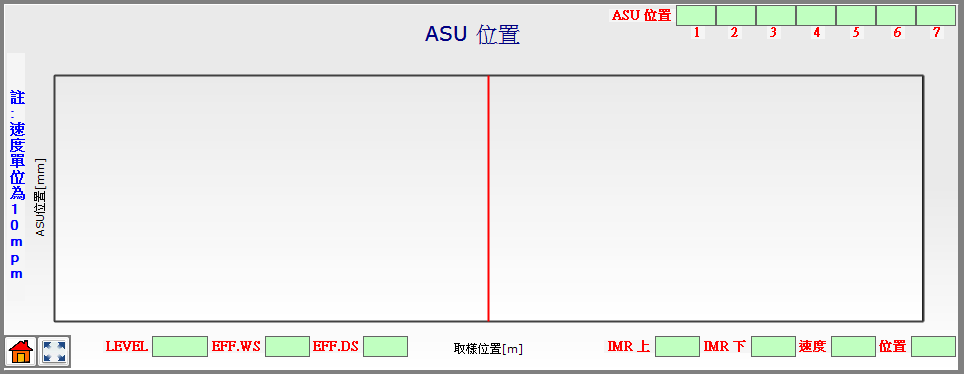 ASU 位置
ASU 位置
1 2 3 4 5 6 7
註:速度單位為10mpm
ASU位置[mm]
LEVEL EFF.WS EFF.DS 取樣位置[m] IMR 上 IMR 下 速度 位置